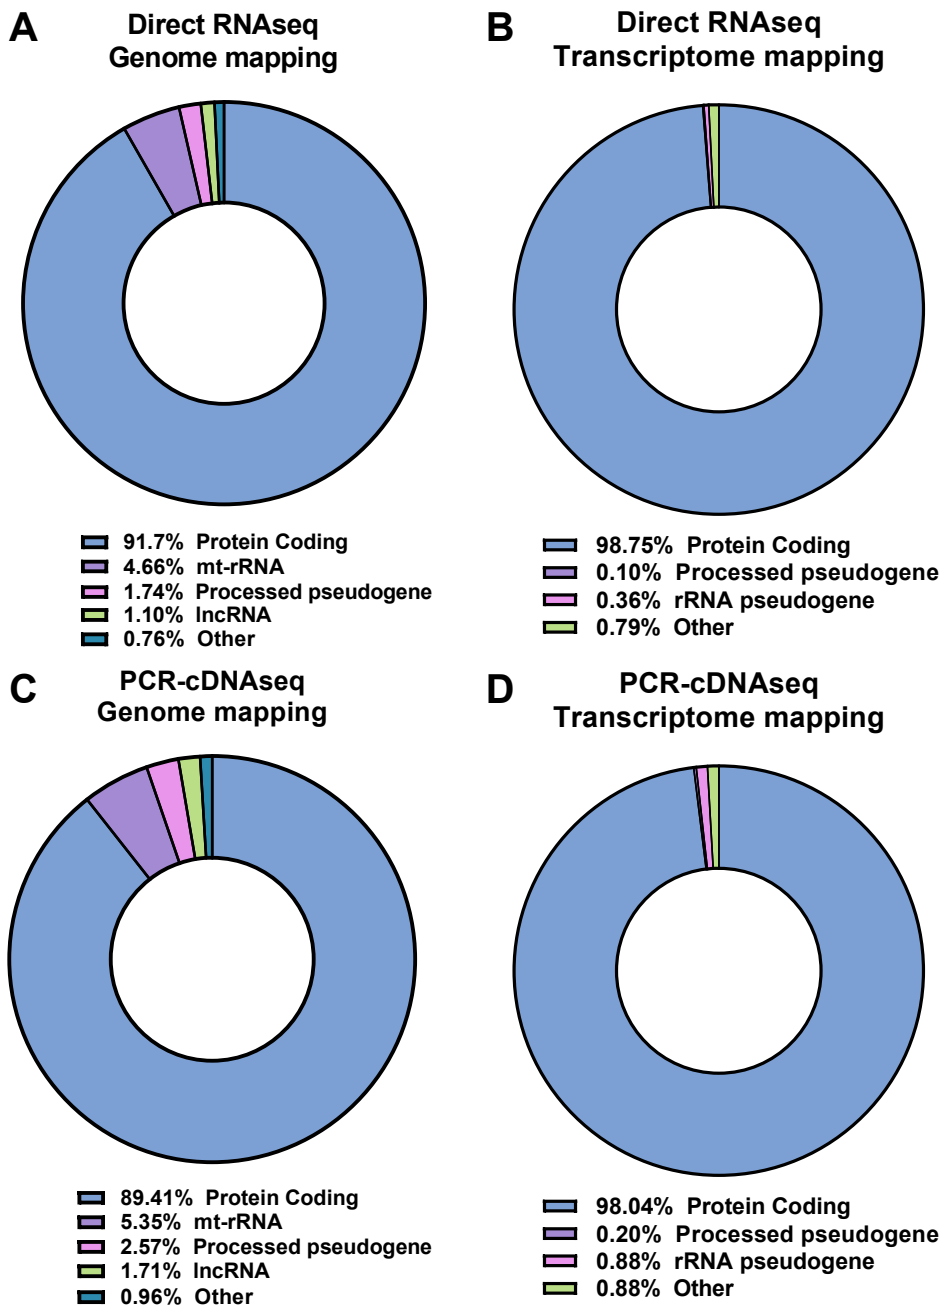 A
Direct RNAseq
Genome mapping
91.7% Protein Coding
4.66% mt-rRNA
1.74% Processed pseudogene
1.10% lncRNA
0.76% Other
B
Direct RNAseq
Transcriptome mapping
98.75% Protein Coding
0.10% Processed pseudogene
0.36% rRNA pseudogene
0.79% Other
C
PCR-cDNAseq
Genome mapping
89.41% Protein Coding
5.35% mt-rRNA
2.57% Processed pseudogene
1.71% lncRNA
0.96% Other
D
PCR-cDNAseq
Transcriptome mapping
98.04% Protein Coding
0.20% Processed pseudogene
0.88% rRNA pseudogene
0.88% Other